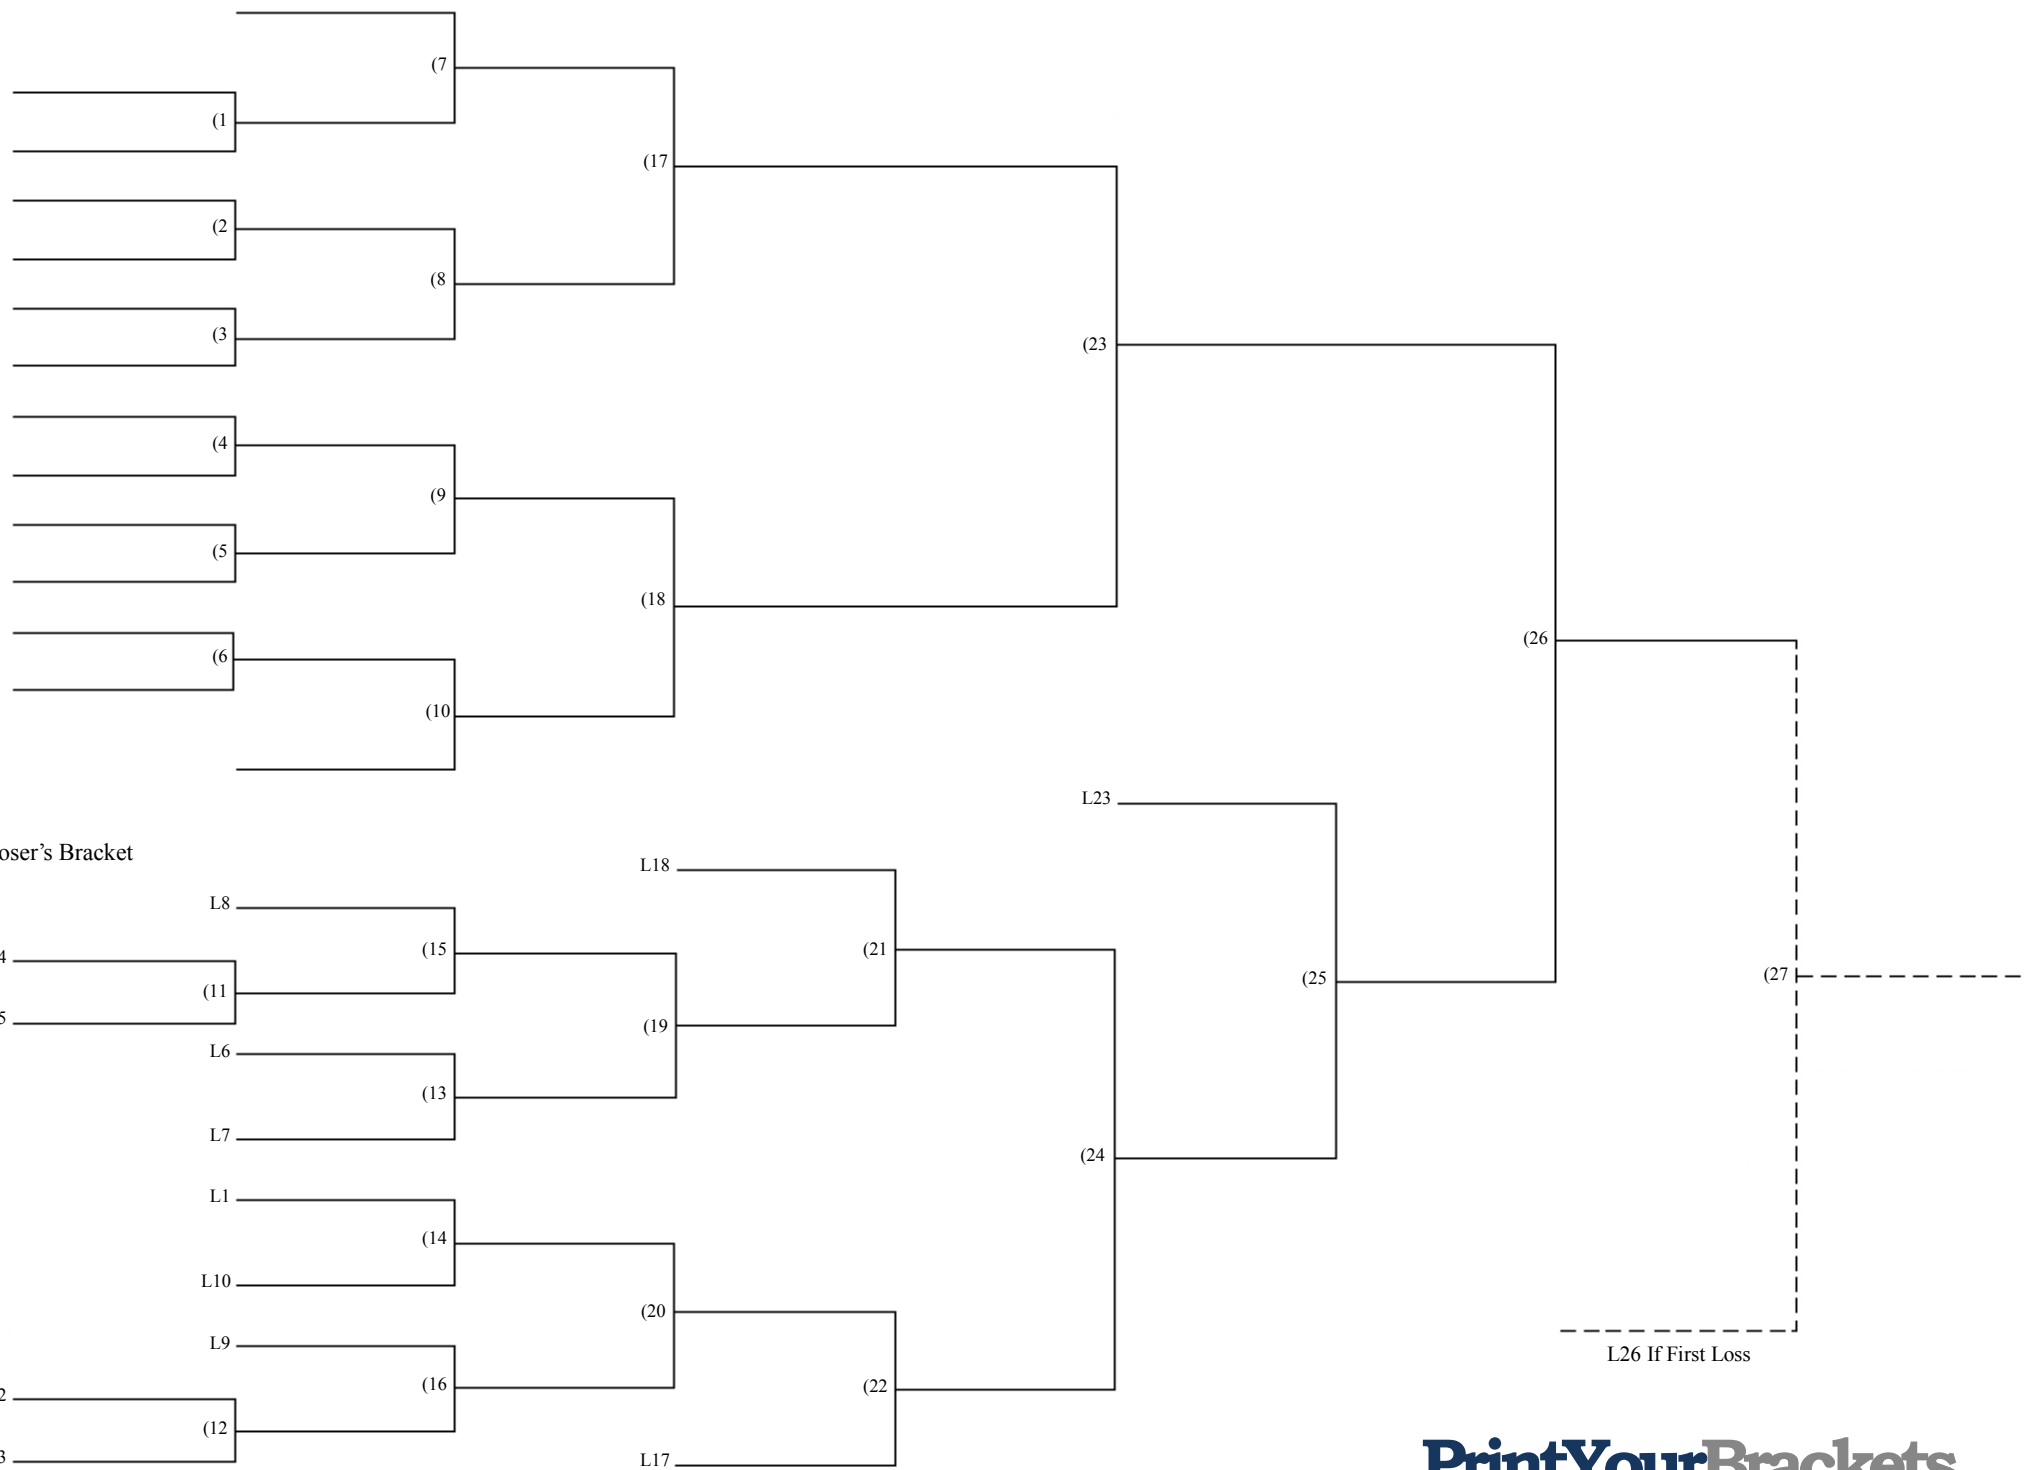 (7
(1
(17
(2
(8
(3
(23
(4
(9
(5
(18
(26
(6
(10
L23
oser’s Bracket
L18
L8
(15
(21
4
(11
(25
(27
5
(19
L6
(13
L7
(24
L1
(14
L10
(20
L9
L26 If First Loss
(16
(22
2
(12
3
L17
PrintYourBrackets